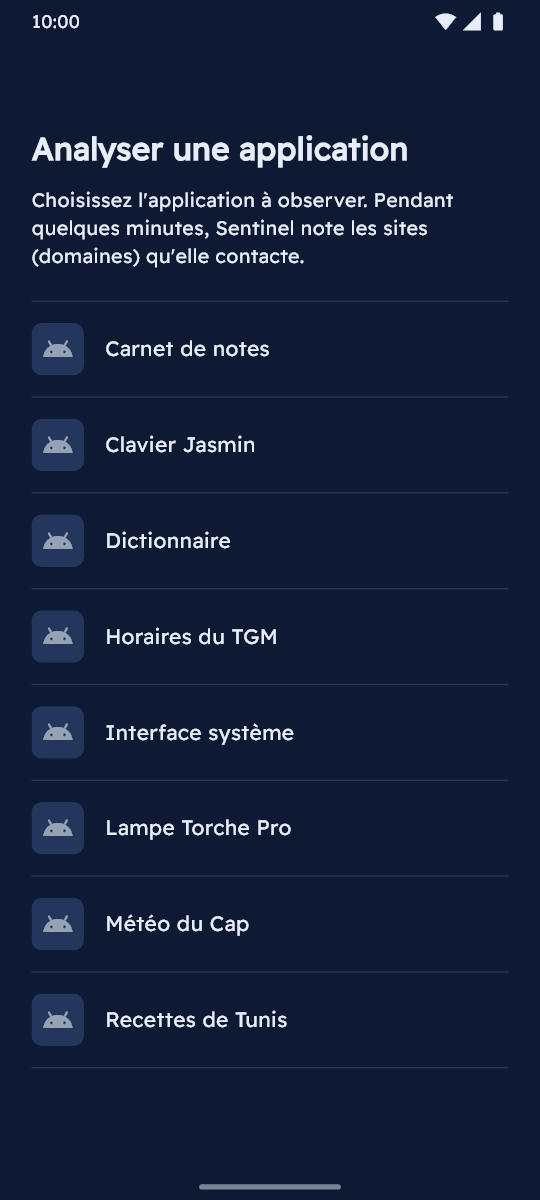 10:00
Analyser une application
Choisissez l'application à observer. Pendant
quelques minutes, Sentinel note les sites
(domaines) qu'elle contacte.
Carnet de notes
Clavier Jasmin
Dictionnaire
Horaires du TGM
Interface système
Lampe Torche Pro
Météo du Cap
Recettes de Tunis